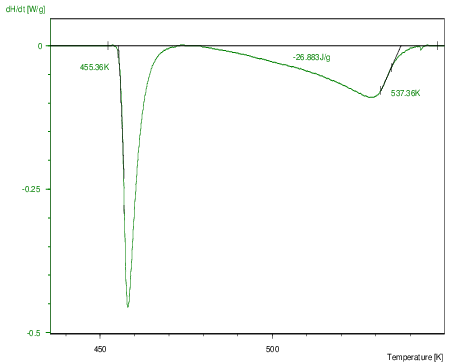 dH/dt [W/g]
0
-26.883J/g
455.36K
537.36K
-0.25
-0.5
450
500
Temperature [K]